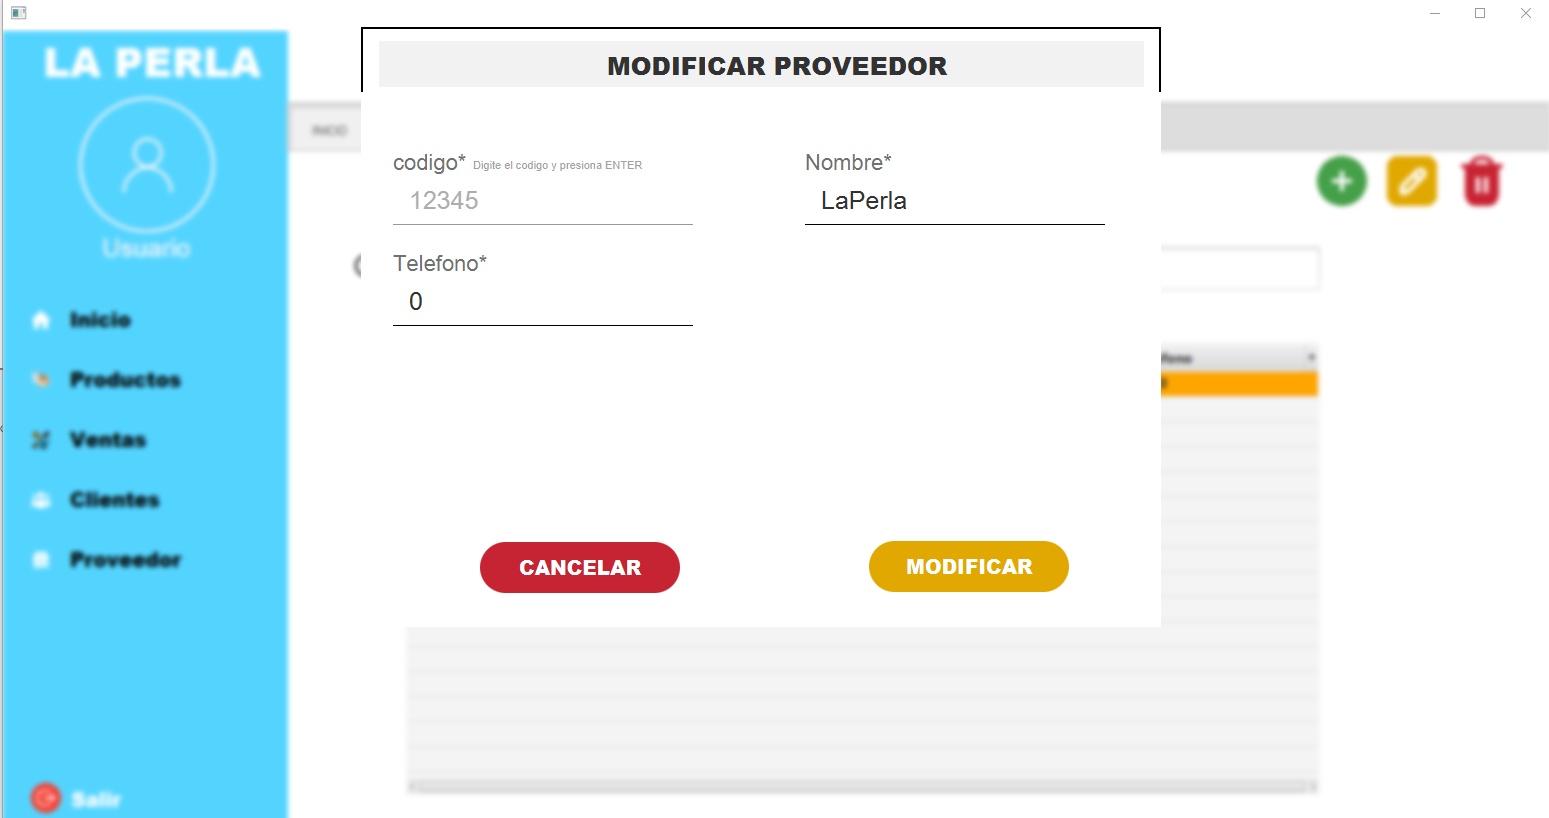 LA PERLA
Usuario
Inicio
Productos
Ventas
Clientes
Proveedor
Salir
INICIO
MODIFICAR PROVEEDOR
codigo* Digite el codigo y presiona ENTER
12345
Nombre*
LaPerla
Telefono*
0
CANCELAR
MODIFICAR